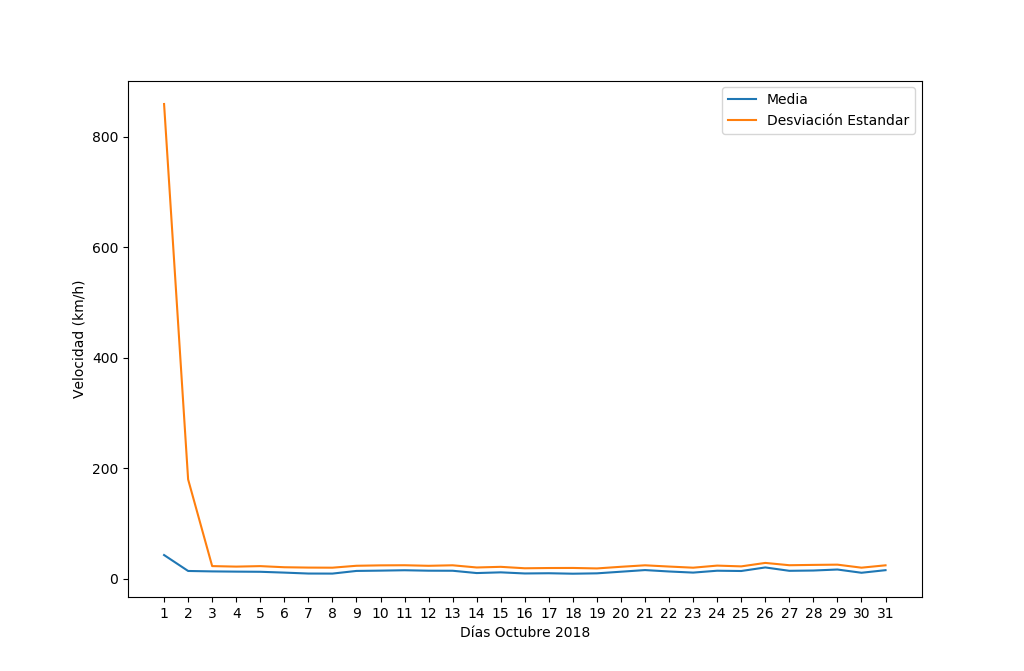 Media
Desviación Estandar
800
600
400
200
0
Velocidad (km/h)
1 2 3 4 5 6 7 8 9 10 11 12 13 14 15 16 17 18 19 20 21 22 23 24 25 26 27 28 29 30 31
Días Octubre 2018